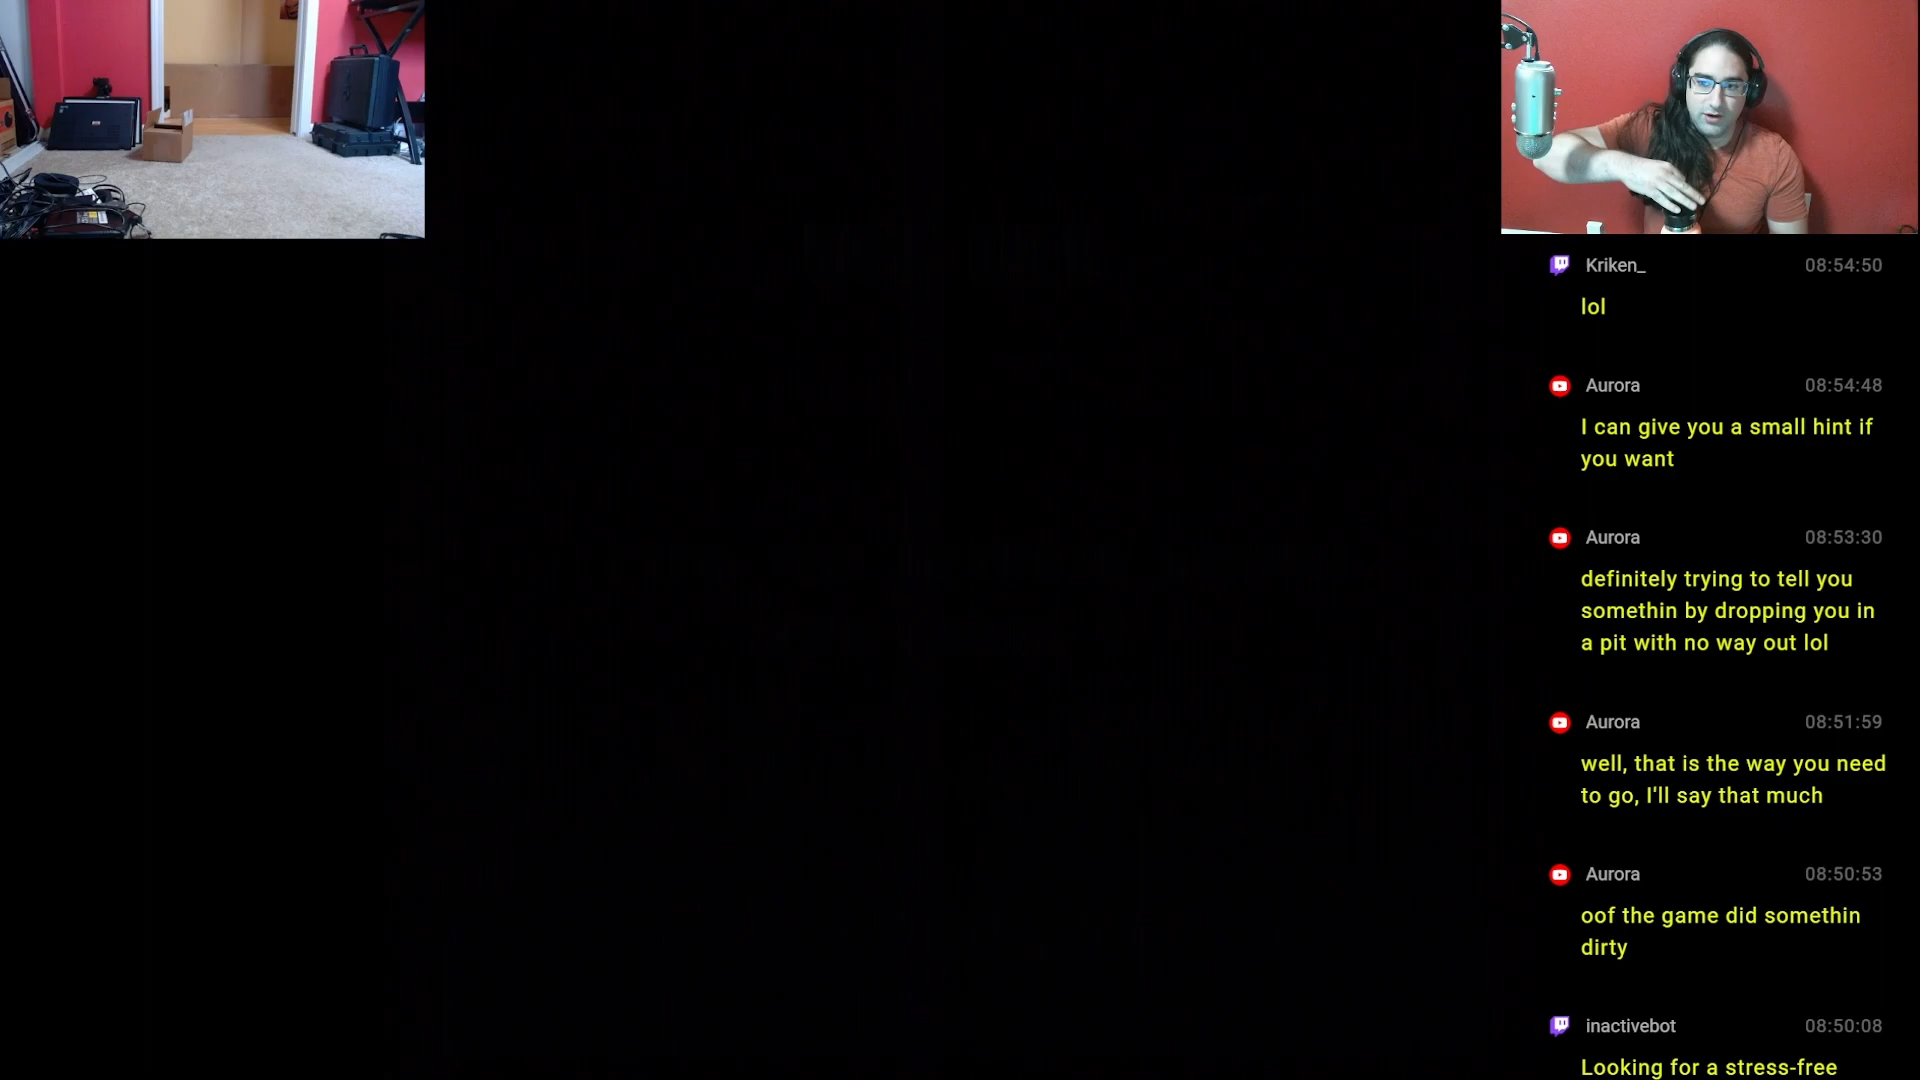 Kriken_ 08:54:50
lol
Aurora 08:54:48
I can give you a small hint if
you want
Aurora 08:53:30
definitely trying to tell you
somethin by dropping you in
a pit with no way out lol
Aurora 08:51:59
well, that is the way you need
to go, I'll say that much
Aurora 08:50:53
oof the game did somethin
dirty
inactivebot 08:50:08
Looking for a stress-free